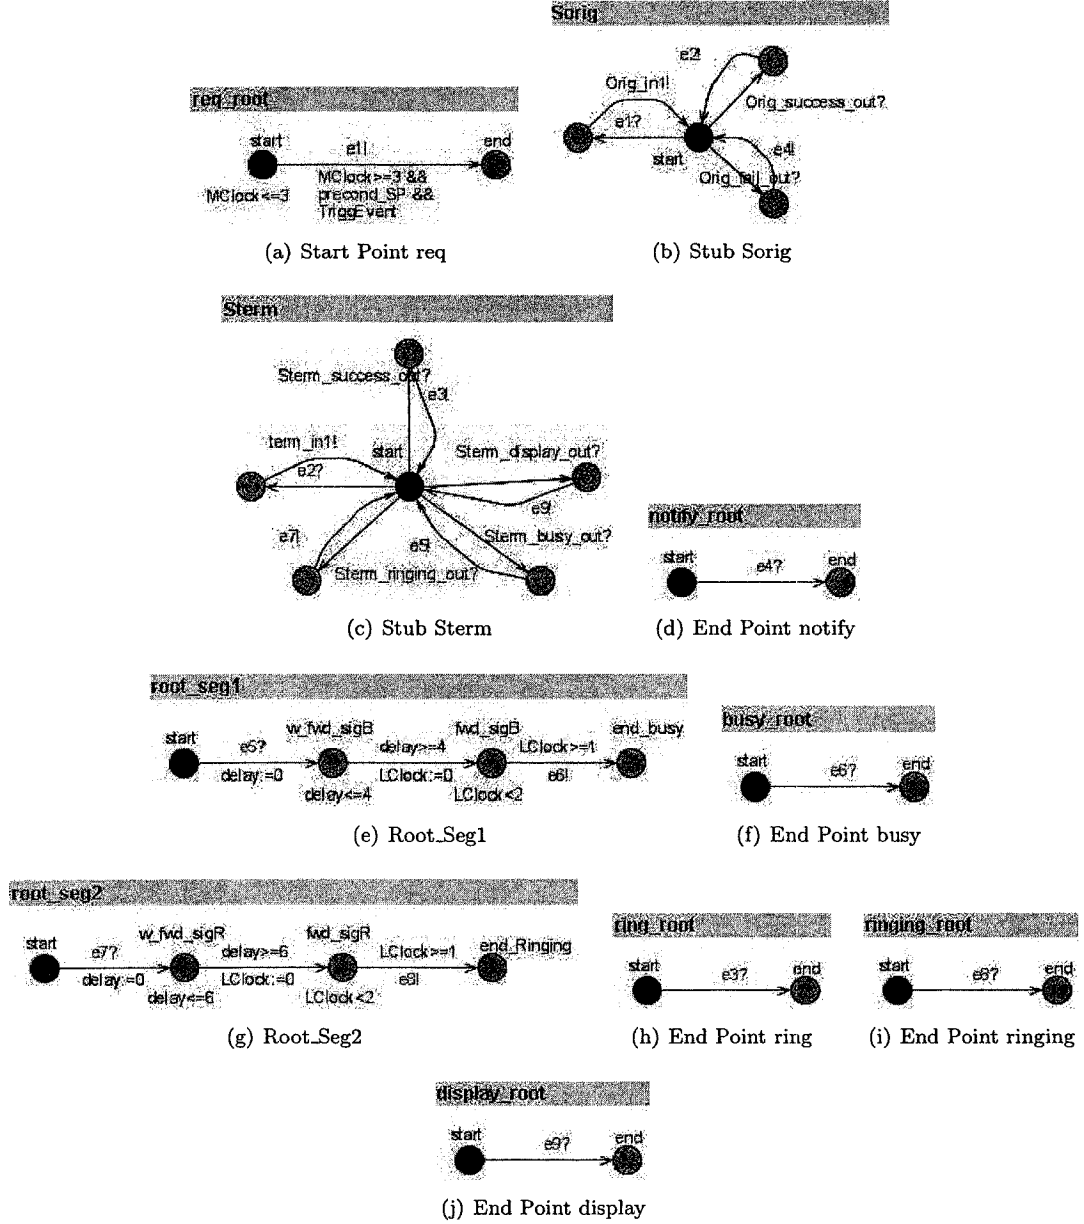 Sorig
e2!
Orig_in1!
Orig_success_out?
e1?
start
e4!
Orig_fail_out?
req_root
start
e1!
end
MClock<=3
MClock>=3 &&
precond_SP &&
TriggEvent
(a) Start Point req
(b) Stub Sorig
Sterm
Sterm_success_out?
e3!
term_in1!
start
Sterm_display_out?
e2?
e9!
e7!
e5!
Sterm_busy_out?
Sterm_ringing_out?
(c) Stub Sterm
notify_root
start
e4?
end
(d) End Point notify
root_seg1
start
e5?
delay:=0
w_fwd_sigB
delay<=4
delay>=4
LClock:=0
fwd_sigB
LClock<2
LClock>=1
e6!
end_busy
(e) Root_Seg1
busy_root
start
e6?
end
(f) End Point busy
root_seg2
start
e7?
delay:=0
w_fwd_sigR
delay<=6
delay>=6
LClock:=0
fwd_sigR
LClock<2
LClock>=1
e8!
end_Ringing
(g) Root_Seg2
ring_root
start
e3?
end
(h) End Point ring
ringing_root
start
e8?
end
(i) End Point ringing
display_root
start
e9?
end
(j) End Point display